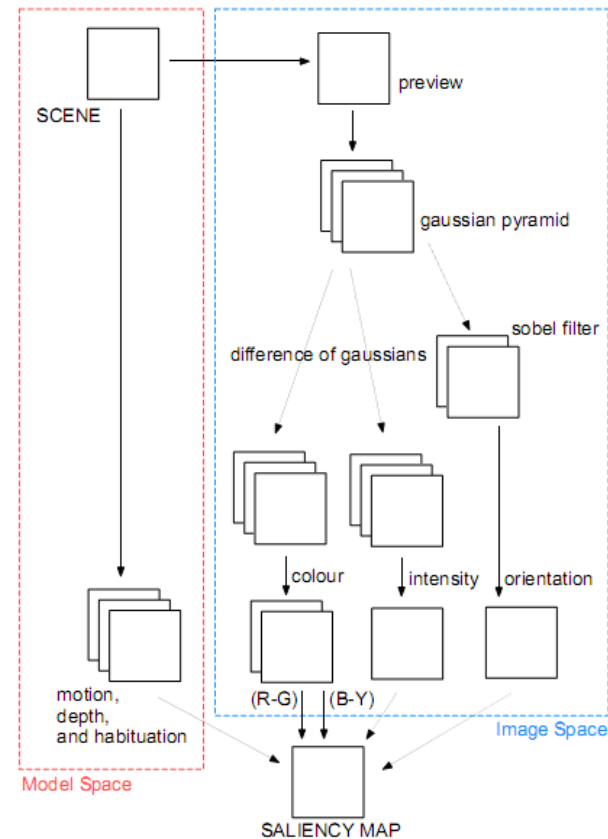 SCENE
preview
gaussian pyramid
sobel filter
difference of gaussians
colour
intensity
orientation
motion,
depth,
and habituation
(R-G)
(B-Y)
Image Space
Model Space
SALIENCY MAP